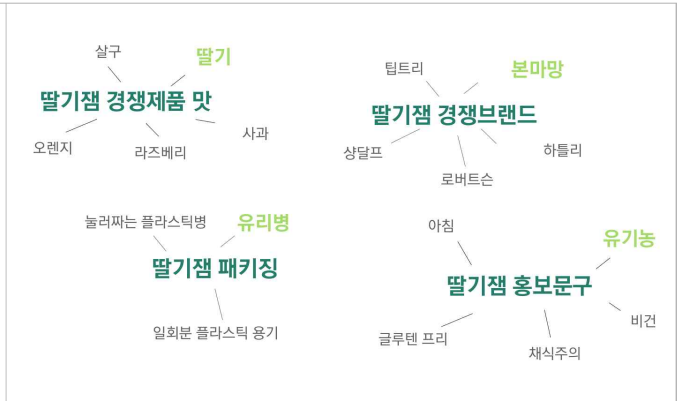 살구
딸기
딸기잼 경쟁제품 맛
오렌지
라즈베리
사과
팁트리
본마망
딸기잼 경쟁브랜드
샹달프
로버트슨
하틀리
눌러짜는 플라스틱병
유리병
딸기잼 패키징
일회분 플라스틱 용기
아침
유기농
딸기잼 홍보문구
글루텐 프리
채식주의
비건